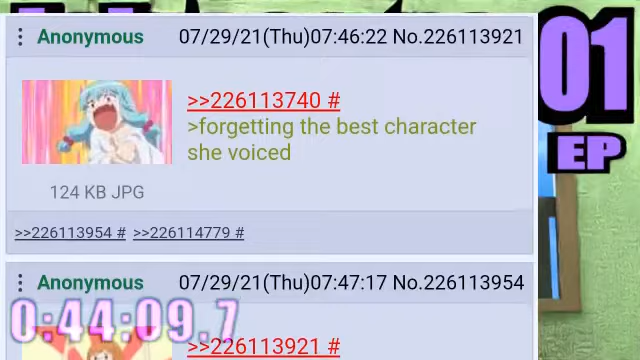 Anonymous 07/29/21(Thu)07:46:22 No.226113921
>>226113740 #
>forgetting the best character
she voiced
124 KB JPG
>>226113954 # >>226114779 #
Anonymous 07/29/21(Thu)07:47:17 No.226113954
0:44:09.7
>>226113921 #
01
EP